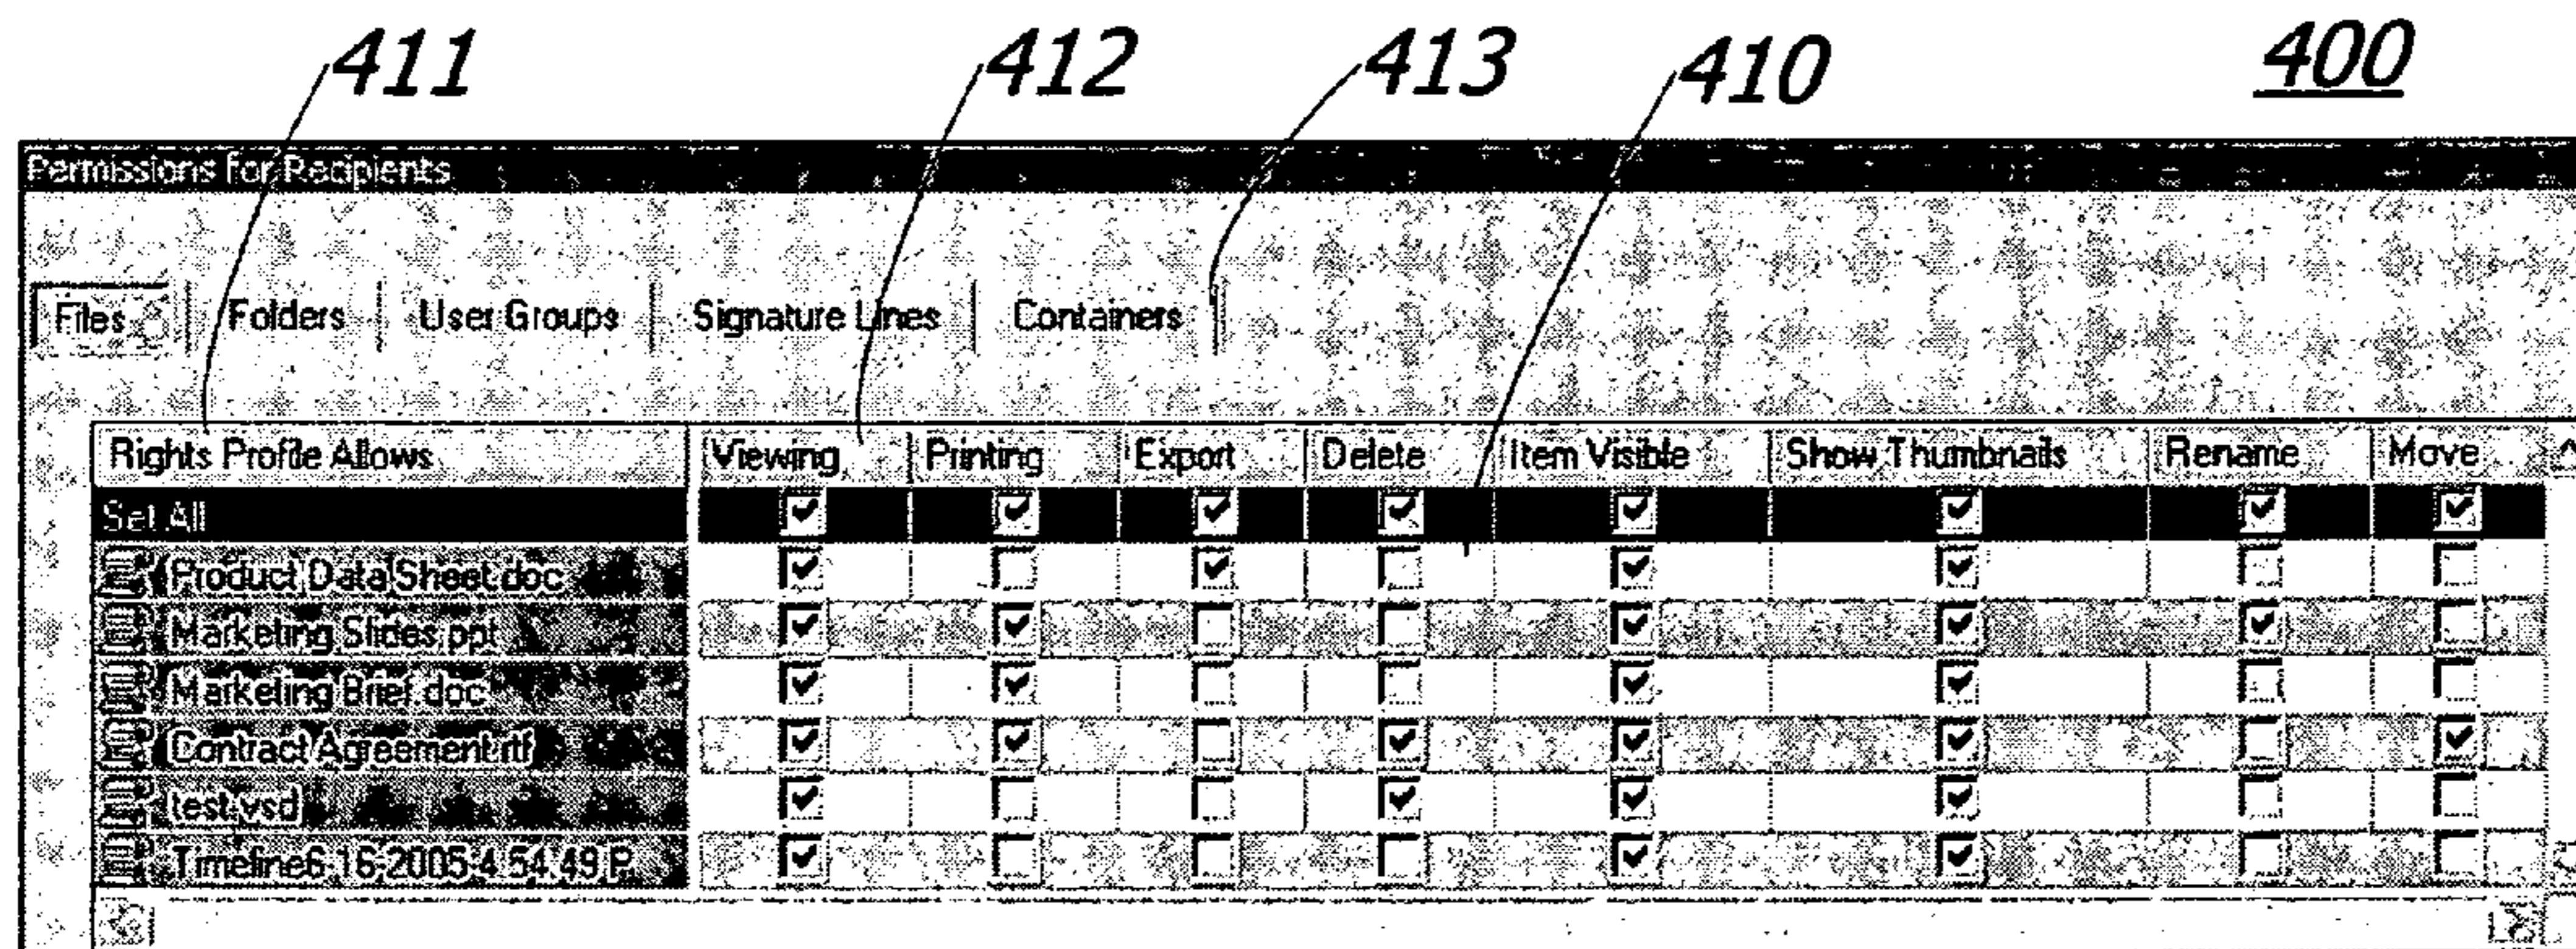 411 412 413 410 400
Permissions for Recipients
Files Folders User Groups Signature Lines Containers
Rights Profile Allows Viewing Printing Export Delete Item Visible Show Thumbnails Rename Move
Set All
Product Data Sheet.doc
Marketing Slides.ppt
Marketing Brief.doc
Contract Agreement.rtf
test.vsd
Timeline6-16-2005-4.54.49 P.